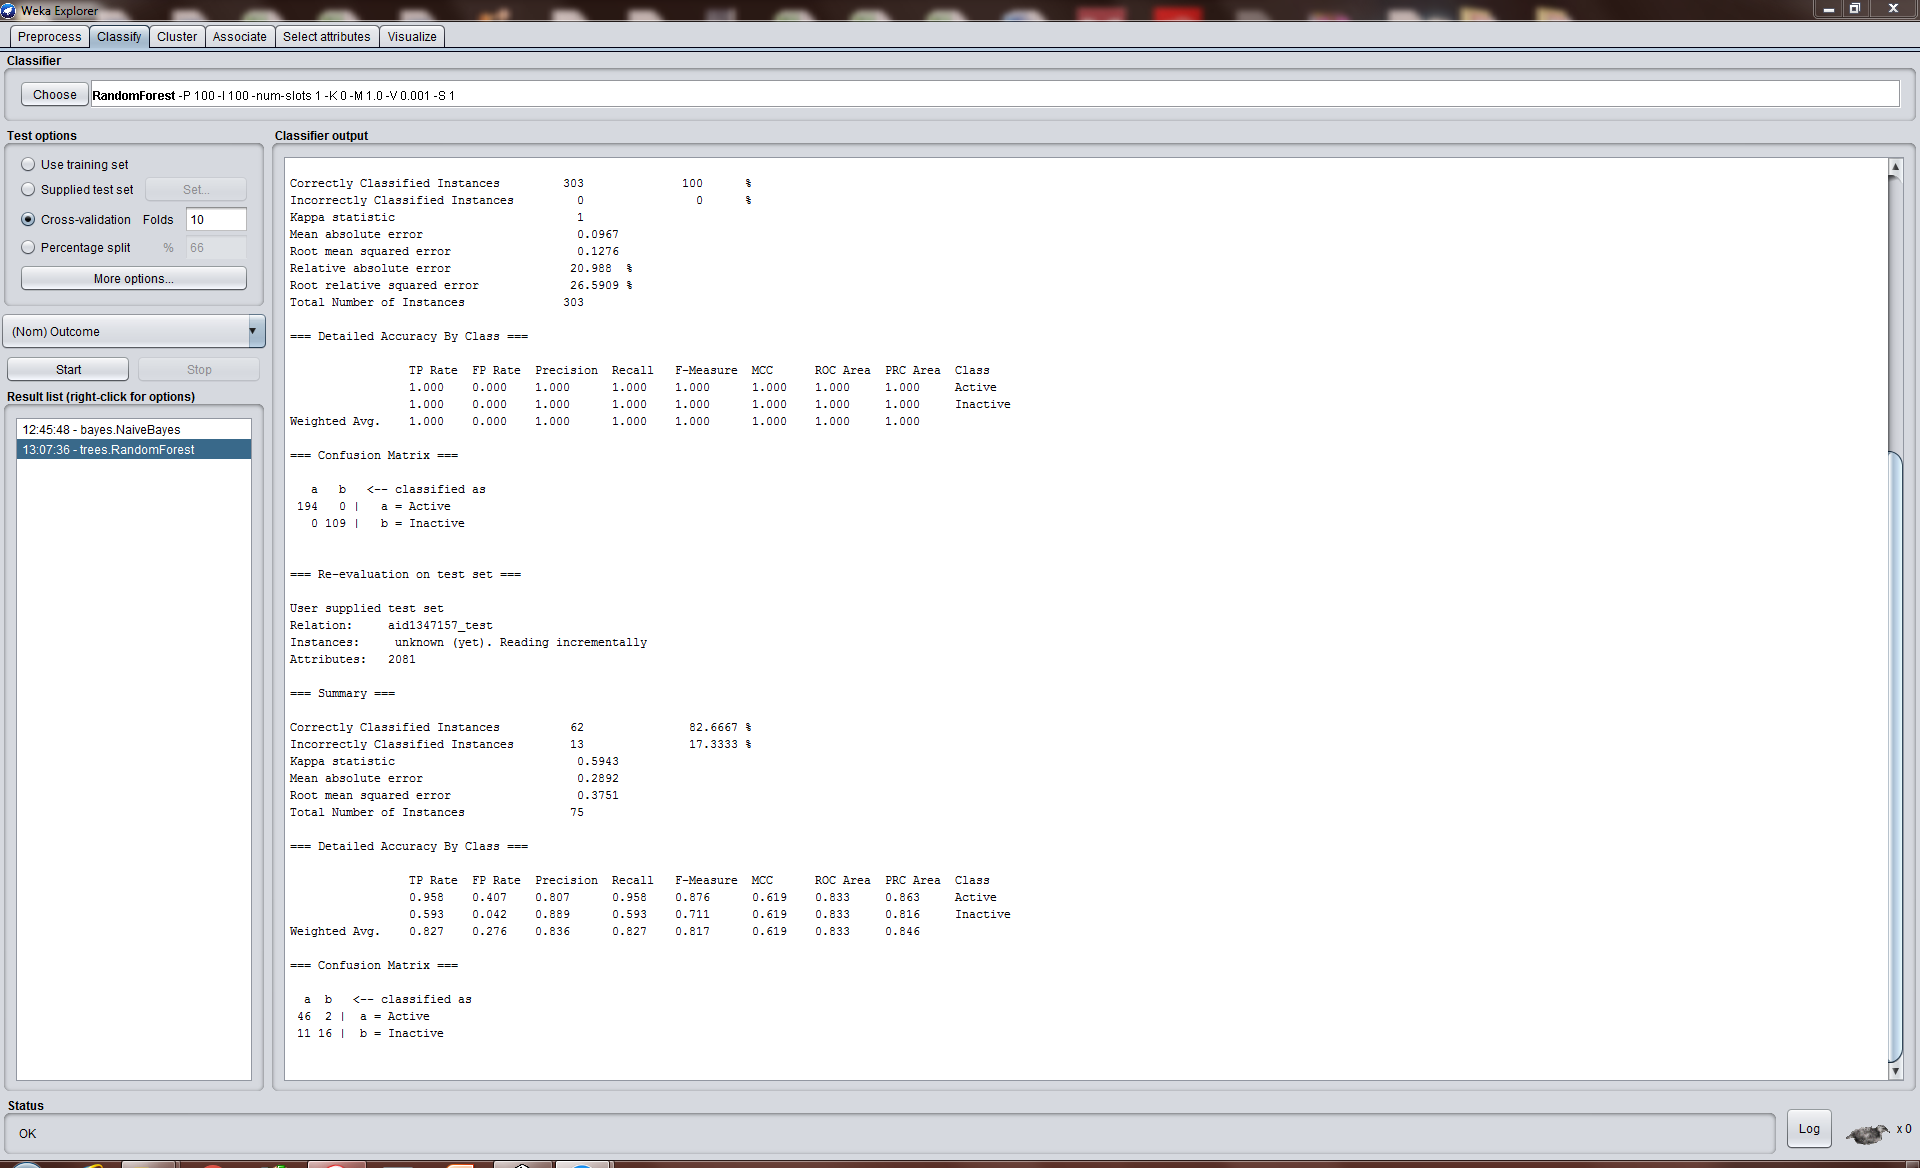 Weka Explorer
Preprocess Classify Cluster Associate Select attributes Visualize
Classifier
Choose RandomForest -P 100 -I 100 -num-slots 1 -K 0 -M 1.0 -V 0.001 -S 1
Test options
Use training set
Supplied test set Set...
Cross-validation Folds 10
Percentage split % 66
More options...
(Nom) Outcome
Start Stop
Result list (right-click for options)
12:45:48 - bayes.NaiveBayes
13:07:36 - trees.RandomForest
Classifier output
Correctly Classified Instances 303 100 %
Incorrectly Classified Instances 0 0 %
Kappa statistic 1
Mean absolute error 0.0967
Root mean squared error 0.1276
Relative absolute error 20.988 %
Root relative squared error 26.5909 %
Total Number of Instances 303
=== Detailed Accuracy By Class ===
TP Rate FP Rate Precision Recall F-Measure MCC ROC Area PRC Area Class
1.000 0.000 1.000 1.000 1.000 1.000 1.000 1.000 Active
1.000 0.000 1.000 1.000 1.000 1.000 1.000 1.000 Inactive
Weighted Avg. 1.000 0.000 1.000 1.000 1.000 1.000 1.000 1.000
=== Confusion Matrix ===
a b <-- classified as
194 0 | a = Active
0 109 | b = Inactive
=== Re-evaluation on test set ===
User supplied test set
Relation: aid1347157_test
Instances: unknown (yet). Reading incrementally
Attributes: 2081
=== Summary ===
Correctly Classified Instances 62 82.6667 %
Incorrectly Classified Instances 13 17.3333 %
Kappa statistic 0.5943
Mean absolute error 0.2892
Root mean squared error 0.3751
Total Number of Instances 75
=== Detailed Accuracy By Class ===
TP Rate FP Rate Precision Recall F-Measure MCC ROC Area PRC Area Class
0.958 0.407 0.807 0.958 0.876 0.619 0.833 0.863 Active
0.593 0.042 0.889 0.593 0.711 0.619 0.833 0.816 Inactive
Weighted Avg. 0.827 0.276 0.836 0.827 0.817 0.619 0.833 0.846
=== Confusion Matrix ===
a b <-- classified as
46 2 | a = Active
11 16 | b = Inactive
Status
OK
Log x 0